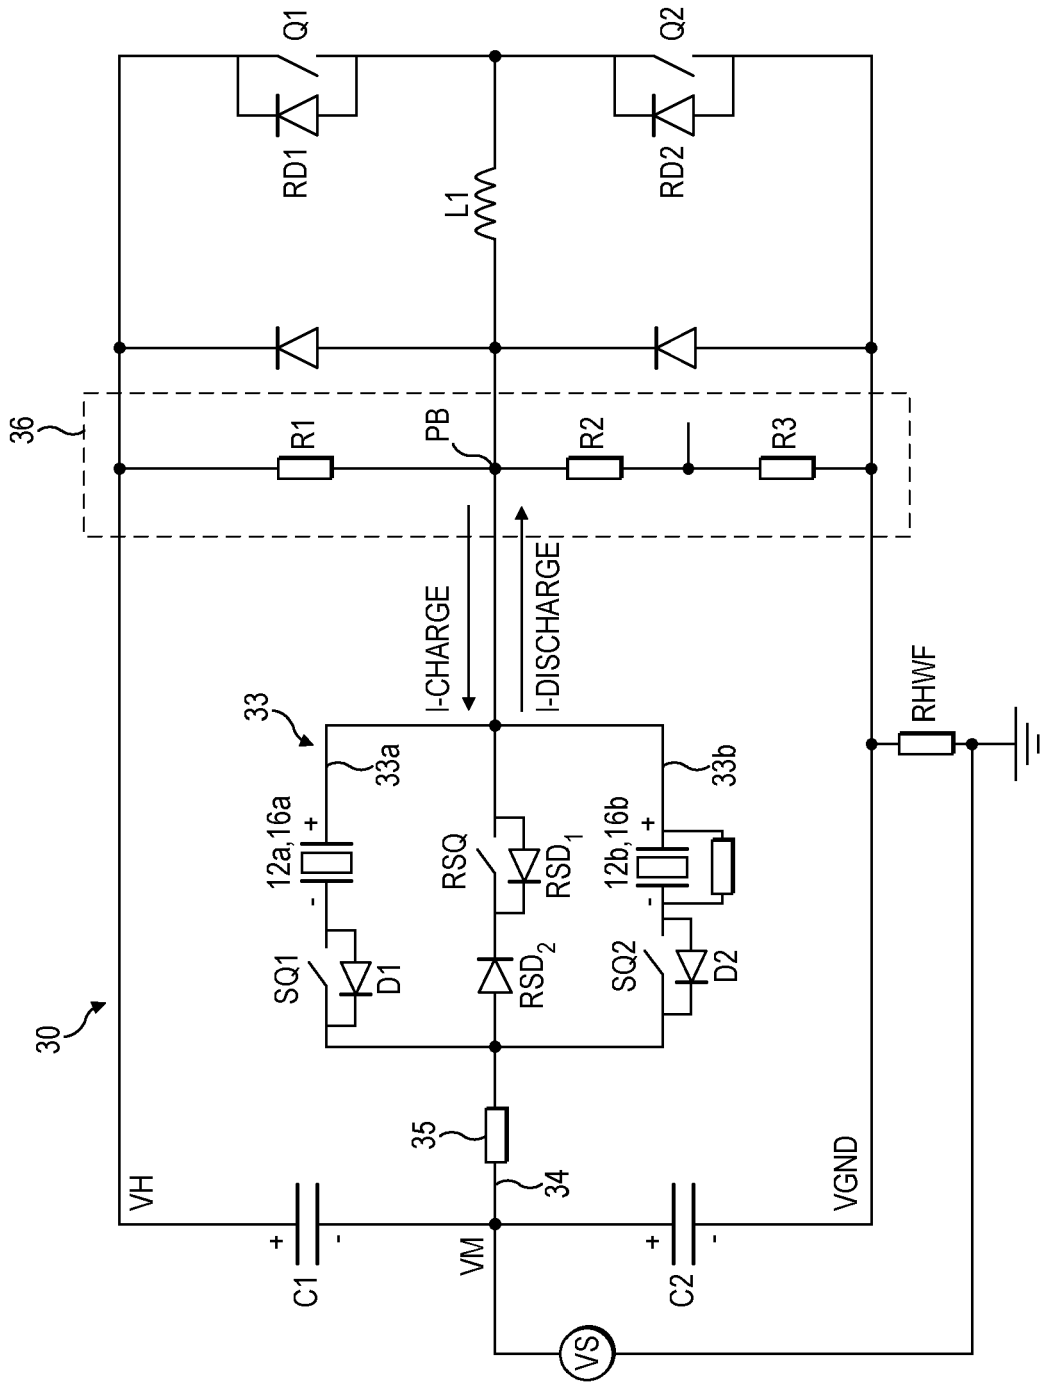 30
VH
+
-
C1
VM
34
35
VS
+
-
C2
VGND
SQ1
D1
-
12a,16a
+
33
33a
RSD2
RSQ
RSD1
SQ2
D2
-
12b,16b
+
33b
RHWF
I-CHARGE
I-DISCHARGE
36
R1
PB
R2
R3
L1
RD1
Q1
RD2
Q2